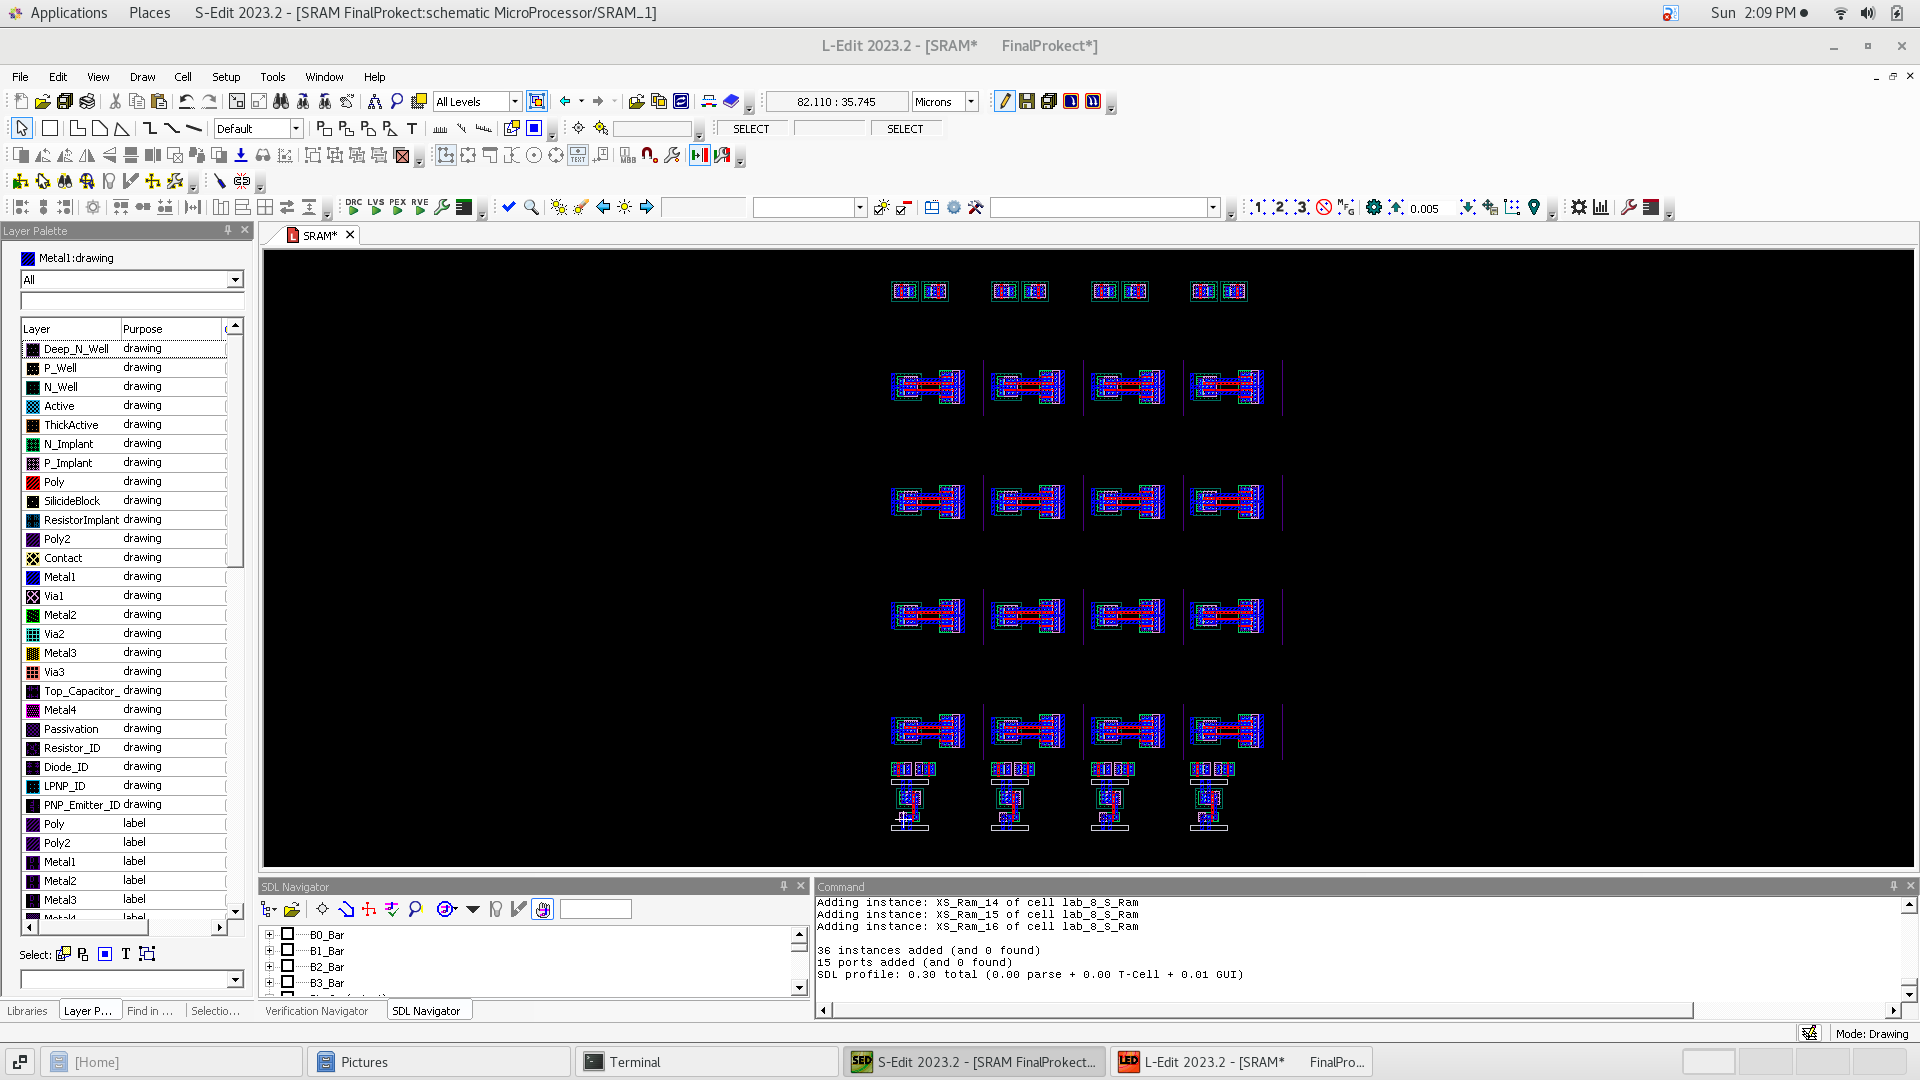 Applications Places S-Edit 2023.2 - [SRAM FinalProkect:schematic MicroProcessor/SRAM_1] Sun 2:09 PM
L-Edit 2023.2 - [SRAM* FinalProkect*]
File Edit View Draw Cell Setup Tools Window Help
All Levels 82.110 : 35.745 Microns
Default T SELECT SELECT
TEXT MBB
DRC LVS PEX RVE 1 2 3 0.005
Layer Palette
SRAM*
Metal1:drawing
All
Layer Purpose
Deep_N_Well drawing
P_Well drawing
N_Well drawing
Active drawing
ThickActive drawing
N_Implant drawing
P_Implant drawing
Poly drawing
SilicideBlock drawing
ResistorImplant drawing
Poly2 drawing
Contact drawing
Metal1 drawing
Via1 drawing
Metal2 drawing
Via2 drawing
Metal3 drawing
Via3 drawing
Top_Capacitor_ drawing
Metal4 drawing
Passivation drawing
Resistor_ID drawing
Diode_ID drawing
LPNP_ID drawing
PNP_Emitter_ID drawing
Poly label
Poly2 label
Metal1 label
Metal2 label
Metal3 label
Metal4 label
Select: T
Libraries Layer P... Find in ... Selectio...
SDL Navigator
B0_Bar
B1_Bar
B2_Bar
B3_Bar
Verification Navigator SDL Navigator
Command
Adding instance: XS_Ram_14 of cell lab_8_S_Ram
Adding instance: XS_Ram_15 of cell lab_8_S_Ram
Adding instance: XS_Ram_16 of cell lab_8_S_Ram
36 instances added (and 0 found)
15 ports added (and 0 found)
SDL profile: 0.30 total (0.00 parse + 0.00 T-Cell + 0.01 GUI)
Mode: Drawing
[Home] Pictures Terminal SED S-Edit 2023.2 - [SRAM FinalProkect... LED L-Edit 2023.2 - [SRAM* FinalPro...